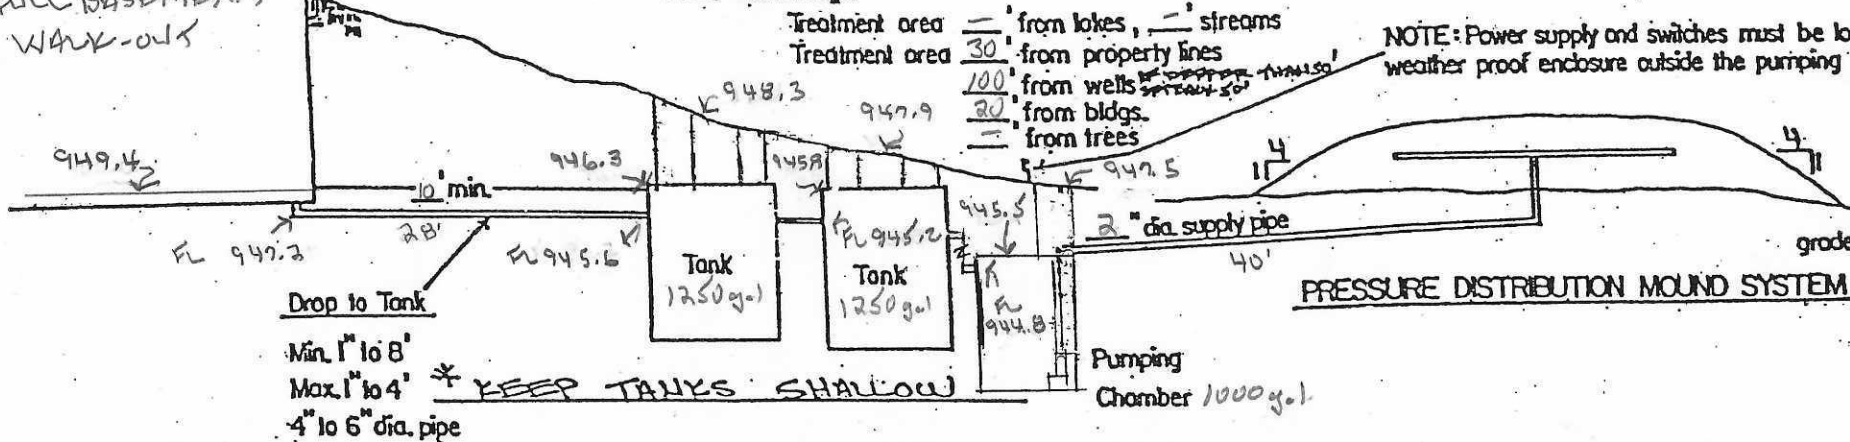 WALK-OUT
Treatment area — ' from lakes, — ' streams
Treatment area 30' from property lines
100' from wells IF DEEPER THAN 50'
20' from bldgs.
— ' from trees
NOTE: Power supply and switches must be lo
weather proof enclosure outside the pumping
948.3
947.9
949.4
946.3
945.8
947.5
10' min.
28'
FL 947.2
FL 945.6
FL 945.2
945.5
2" dia. supply pipe
40'
4
1
4
1
grade
Tank
1250 gal
Tank
1250 gal
FL
944.8
PRESSURE DISTRIBUTION MOUND SYSTEM
Drop to Tank
Min. 1" to 8'
Max. 1" to 4'
4" to 6" dia. pipe
* KEEP TANKS SHALLOW
Pumping
Chamber 1000 gal